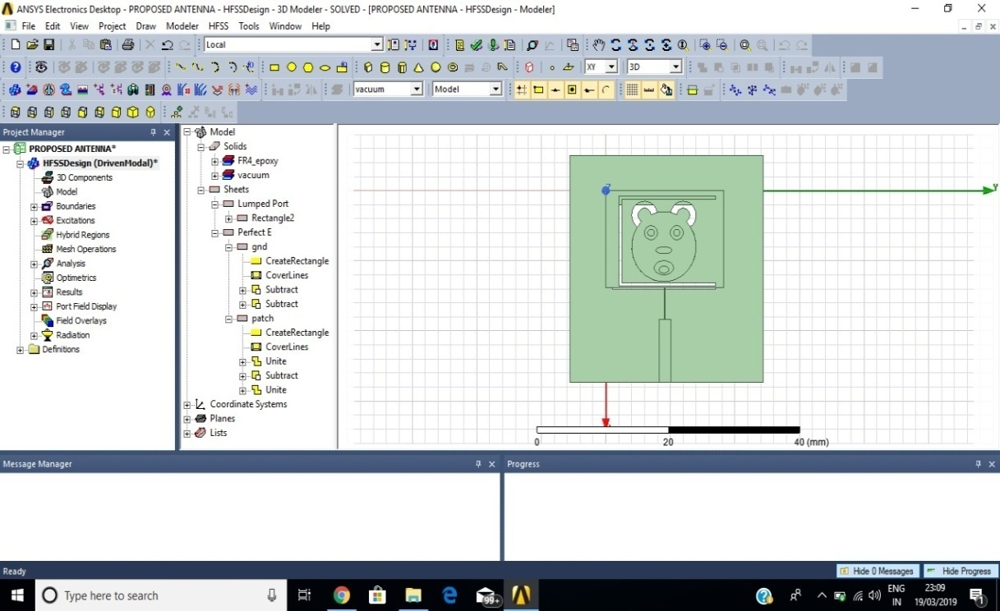 ANSYS Electronics Desktop - PROPOSED ANTENNA - HFSSDesign - 3D Modeler - SOLVED - [PROPOSED ANTENNA - HFSSDesign - Modeler]
File Edit View Project Draw Modeler HFSS Tools Window Help
Local
XY 3D
vacuum Model
Project Manager
PROPOSED ANTENNA*
HFSSDesign (DrivenModal)*
3D Components
Model
Boundaries
Excitations
Hybrid Regions
Mesh Operations
Analysis
Optimetrics
Results
Port Field Display
Field Overlays
Radiation
Definitions
Model
Solids
FR4_epoxy
vacuum
Sheets
Lumped Port
Rectangle2
Perfect E
gnd
CreateRectangle
CoverLines
Subtract
Subtract
patch
CreateRectangle
CoverLines
Unite
Subtract
Unite
Coordinate Systems
Planes
Lists
Y
Z
0 20 40 (mm)
Message Manager
Progress
Ready
Hide 0 Messages Hide Progress
Type here to search
99+
ENG
IN
23:09
19/03/2019
1